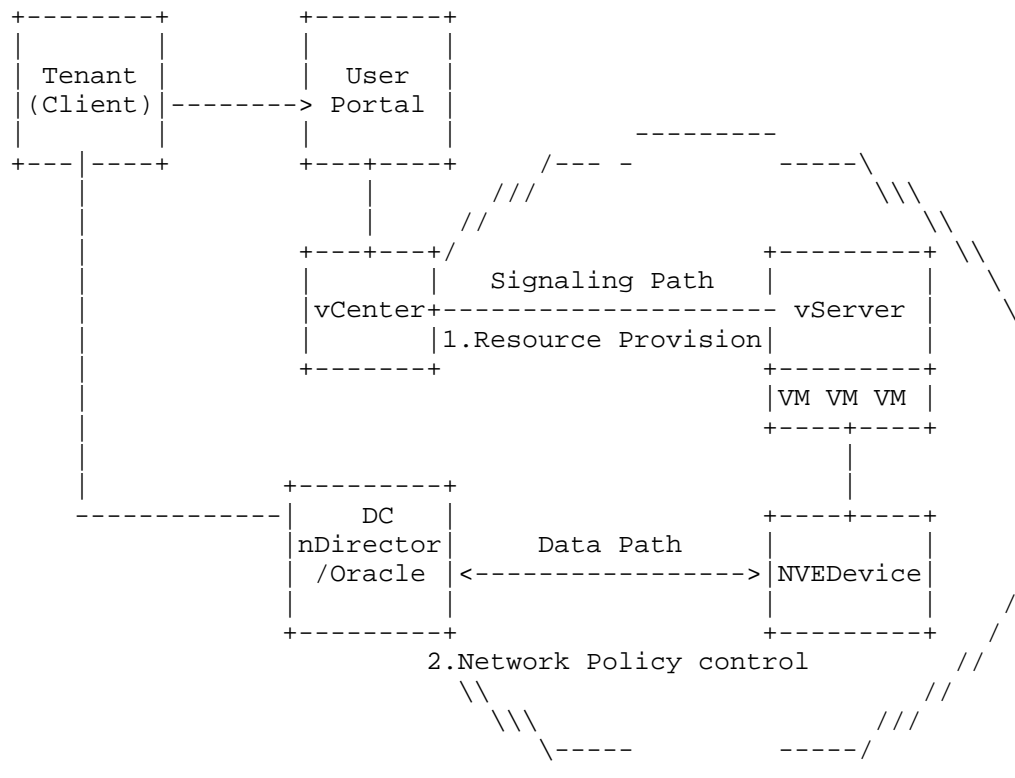 Tenant User
(Client) Portal
Signaling Path
vCenter vServer
1.Resource Provision
VM VM VM
DC
nDirector Data Path
/Oracle NVEDevice
2.Network Policy control